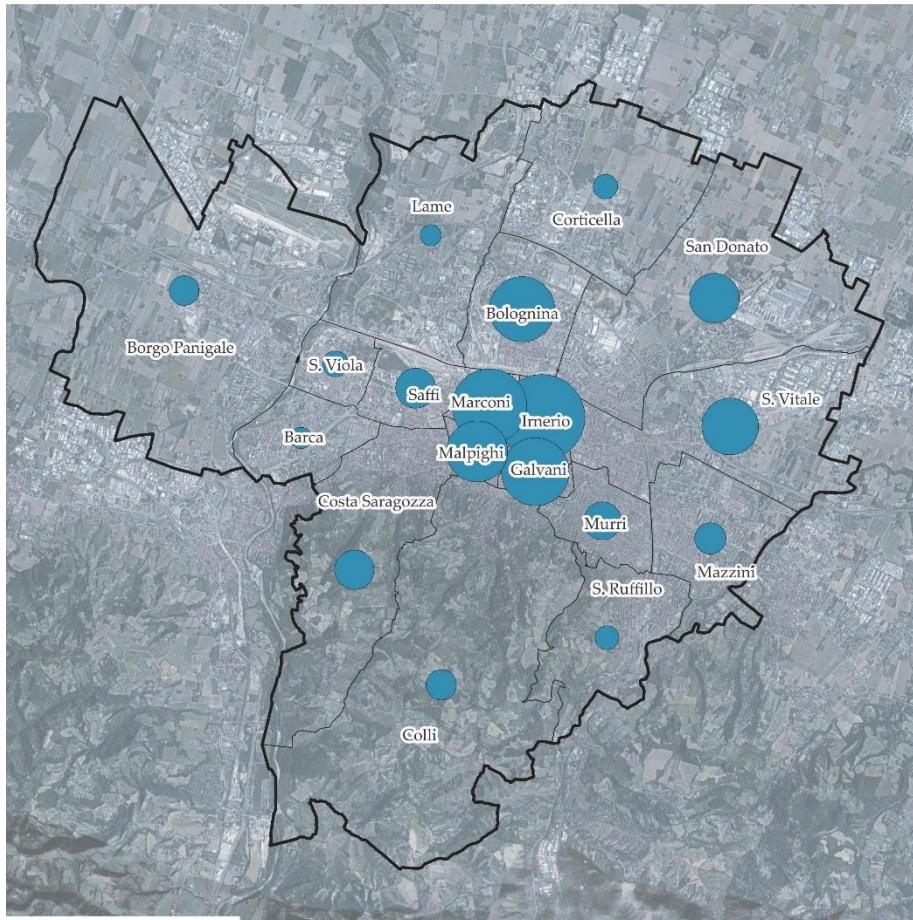 Lame
Corticella
San Donato
Bolognina
Borgo Panigale
S. Viola
Saffi
Marconi
S. Vitale
Irnerio
Barca
Malpighi
Galvani
Costa Saragozza
Murri
Mazzini
S. Ruffillo
Colli